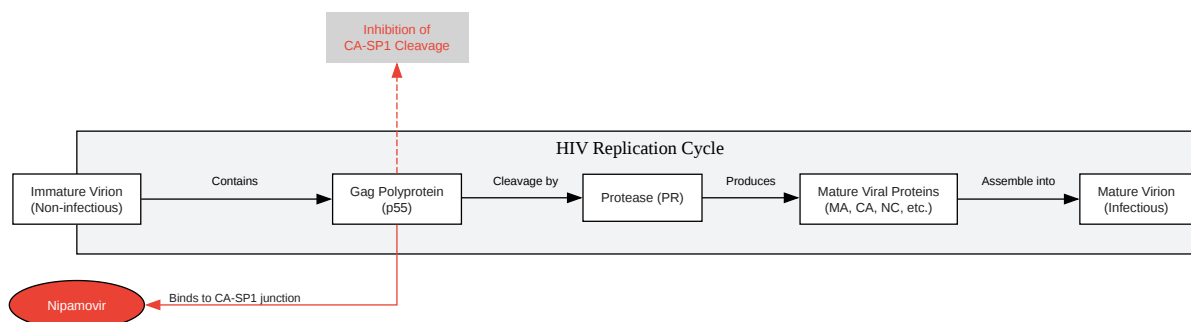 Inhibition of
CA-SP1 Cleavage
HIV Replication Cycle
Immature Virion
(Non-infectious)
Contains
Gag Polyprotein
(p55)
Cleavage by
Protease (PR)
Produces
Mature Viral Proteins
(MA, CA, NC, etc.)
Assemble into
Mature Virion
(Infectious)
Nipamovir
Binds to CA-SP1 junction